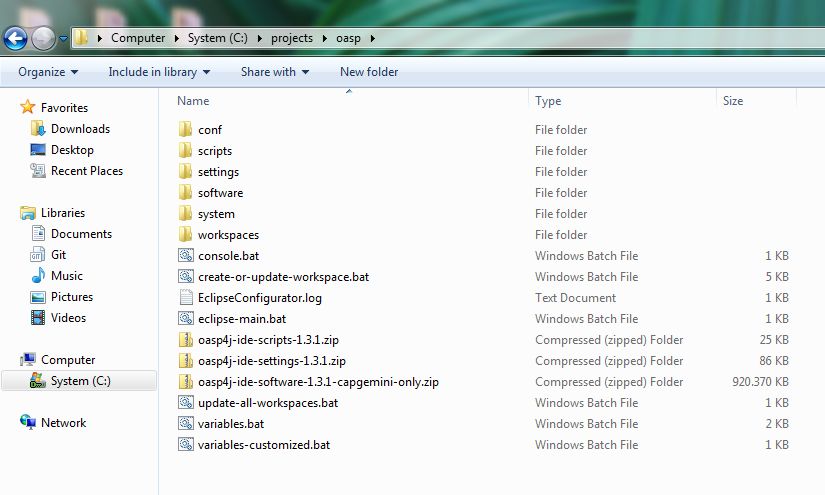 Computer System (C:) projects oasp
Organize Include in library Share with New folder
Favorites
Downloads
Desktop
Recent Places
Libraries
Documents
Git
Music
Pictures
Videos
Computer
System (C:)
Network
Name Type Size
conf File folder
scripts File folder
settings File folder
software File folder
system File folder
workspaces File folder
console.bat Windows Batch File 1 KB
create-or-update-workspace.bat Windows Batch File 5 KB
EclipseConfigurator.log Text Document 1 KB
eclipse-main.bat Windows Batch File 1 KB
oasp4j-ide-scripts-1.3.1.zip Compressed (zipped) Folder 25 KB
oasp4j-ide-settings-1.3.1.zip Compressed (zipped) Folder 86 KB
oasp4j-ide-software-1.3.1-capgemini-only.zip Compressed (zipped) Folder 920.370 KB
update-all-workspaces.bat Windows Batch File 1 KB
variables.bat Windows Batch File 2 KB
variables-customized.bat Windows Batch File 1 KB